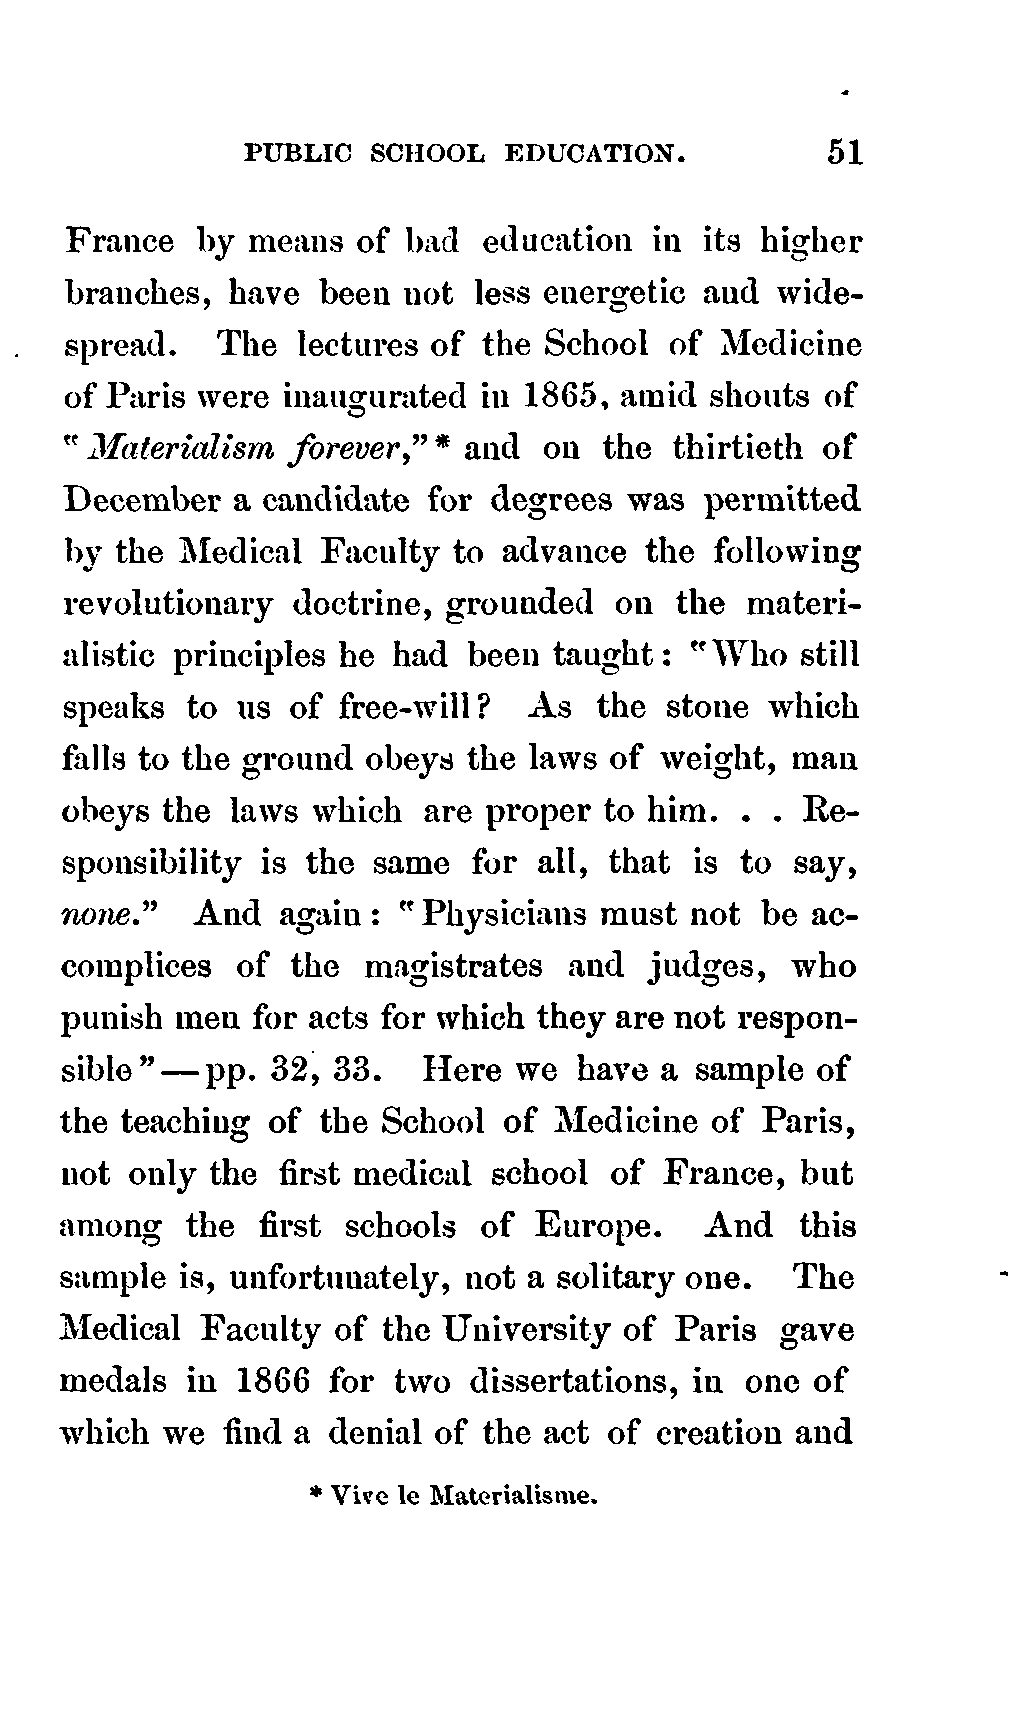 PUBLIC SCHOOL EDUCATION. 51
France by means of bad education in its higher
branches, have been not less energetic and wide-
spread. The lectures of the School of Medicine
of Paris were inaugurated in 1865, amid shouts of
"Materialism forever,"* and on the thirtieth of
December a candidate for degrees was permitted
by the Medical Faculty to advance the following
revolutionary doctrine, grounded on the materi-
alistic principles he had been taught: "Who still
speaks to us of free-will? As the stone which
falls to the ground obeys the laws of weight, man
obeys the laws which are proper to him. . . Re-
sponsibility is the same for all, that is to say,
none." And again: "Physicians must not be ac-
complices of the magistrates and judges, who
punish men for acts for which they are not respon-
sible"—pp. 32, 33. Here we have a sample of
the teaching of the School of Medicine of Paris,
not only the first medical school of France, but
among the first schools of Europe. And this
sample is, unfortunately, not a solitary one. The
Medical Faculty of the University of Paris gave
medals in 1866 for two dissertations, in one of
which we find a denial of the act of creation and
* Vive le Materialisme.